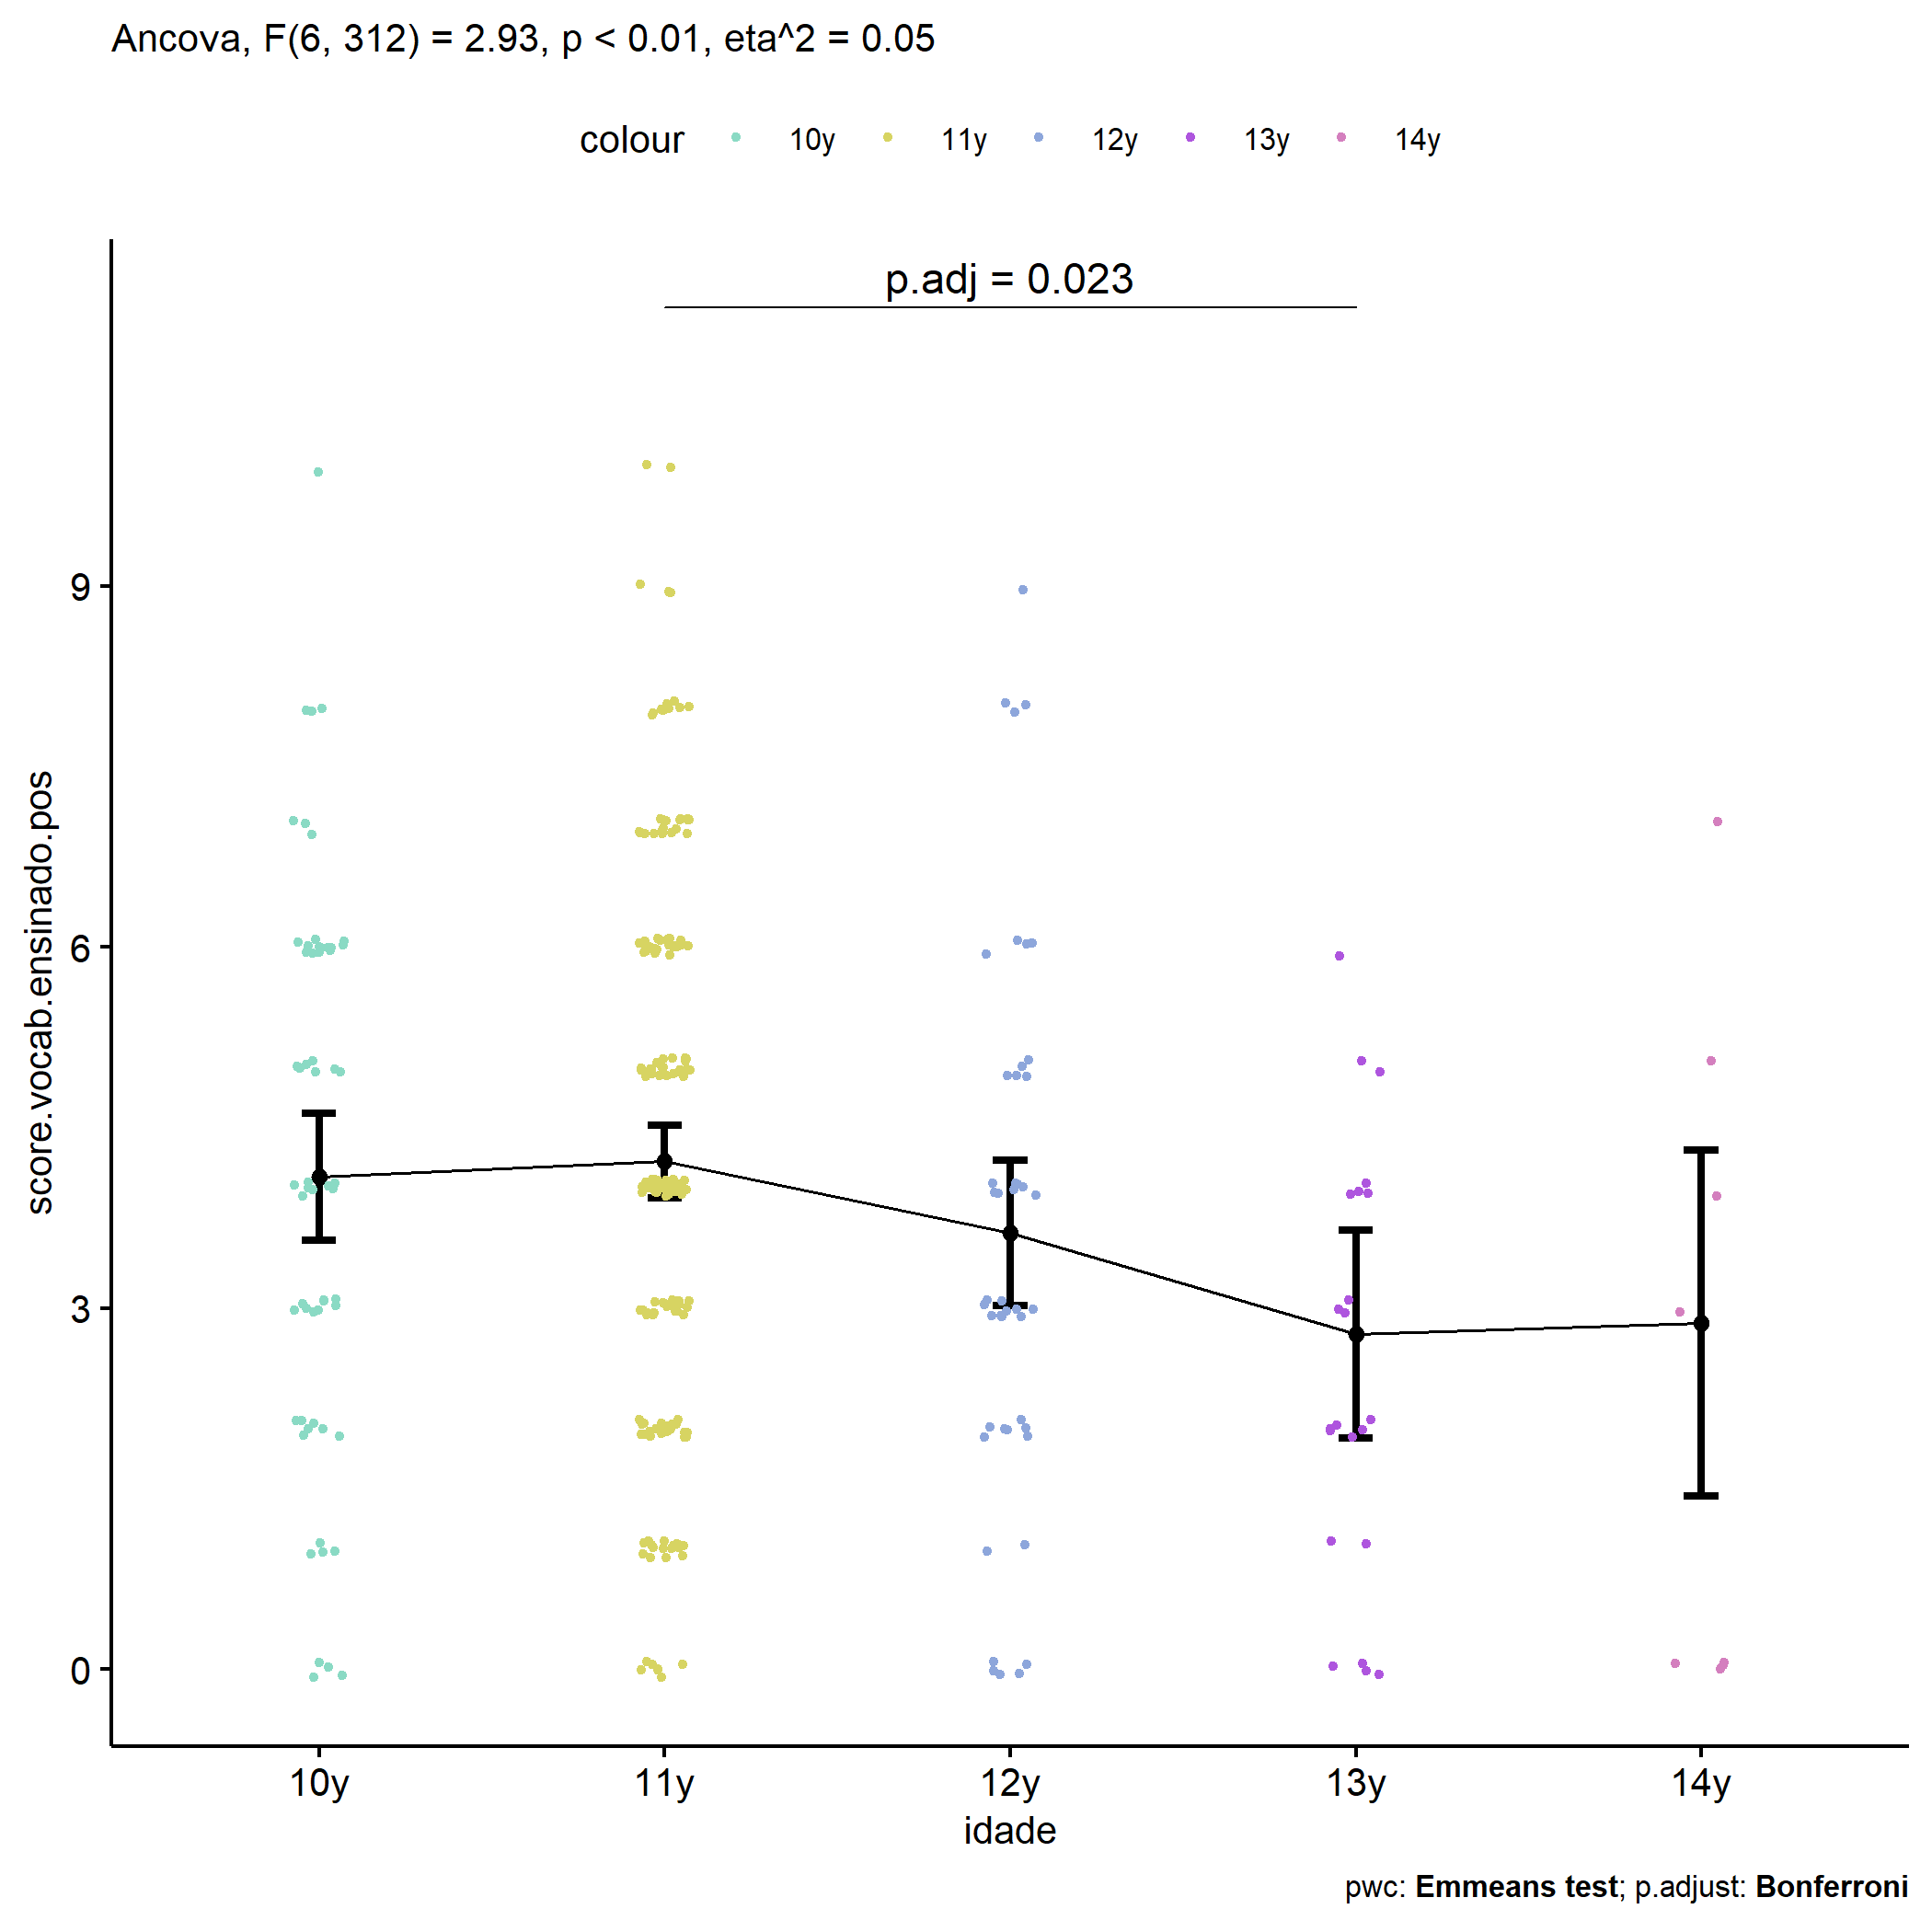 Ancova, F(6, 312) = 2.93, p < 0.01, eta^2 = 0.05
colour 10y 11y 12y 13y 14y
p.adj = 0.023
9
6
3
0
score.vocab.ensinado.pos
10y 11y 12y 13y 14y
idade
pwc: Emmeans test; p.adjust: Bonferroni